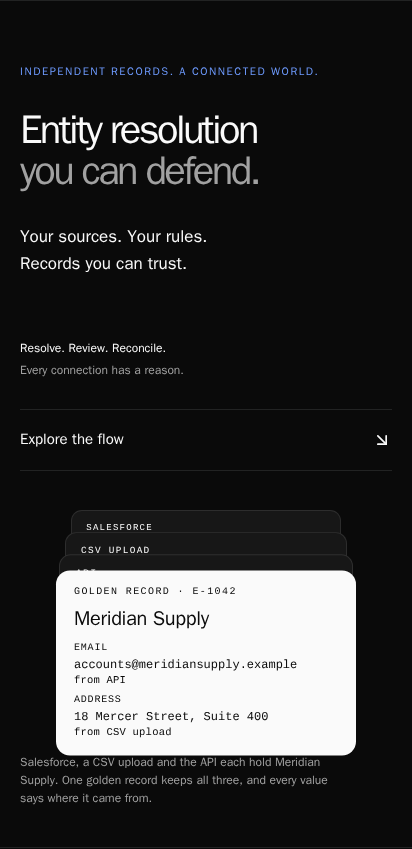 INDEPENDENT RECORDS. A CONNECTED WORLD.
Entity resolution
you can defend.
Your sources. Your rules.
Records you can trust.
Resolve. Review. Reconcile.
Every connection has a reason.
Explore the flow
SALESFORCE
CSV UPLOAD
GOLDEN RECORD · E-1042
Meridian Supply
EMAIL
accounts@meridiansupply.example
from API
ADDRESS
18 Mercer Street, Suite 400
from CSV upload
Salesforce, a CSV upload and the API each hold Meridian
Supply. One golden record keeps all three, and every value
says where it came from.